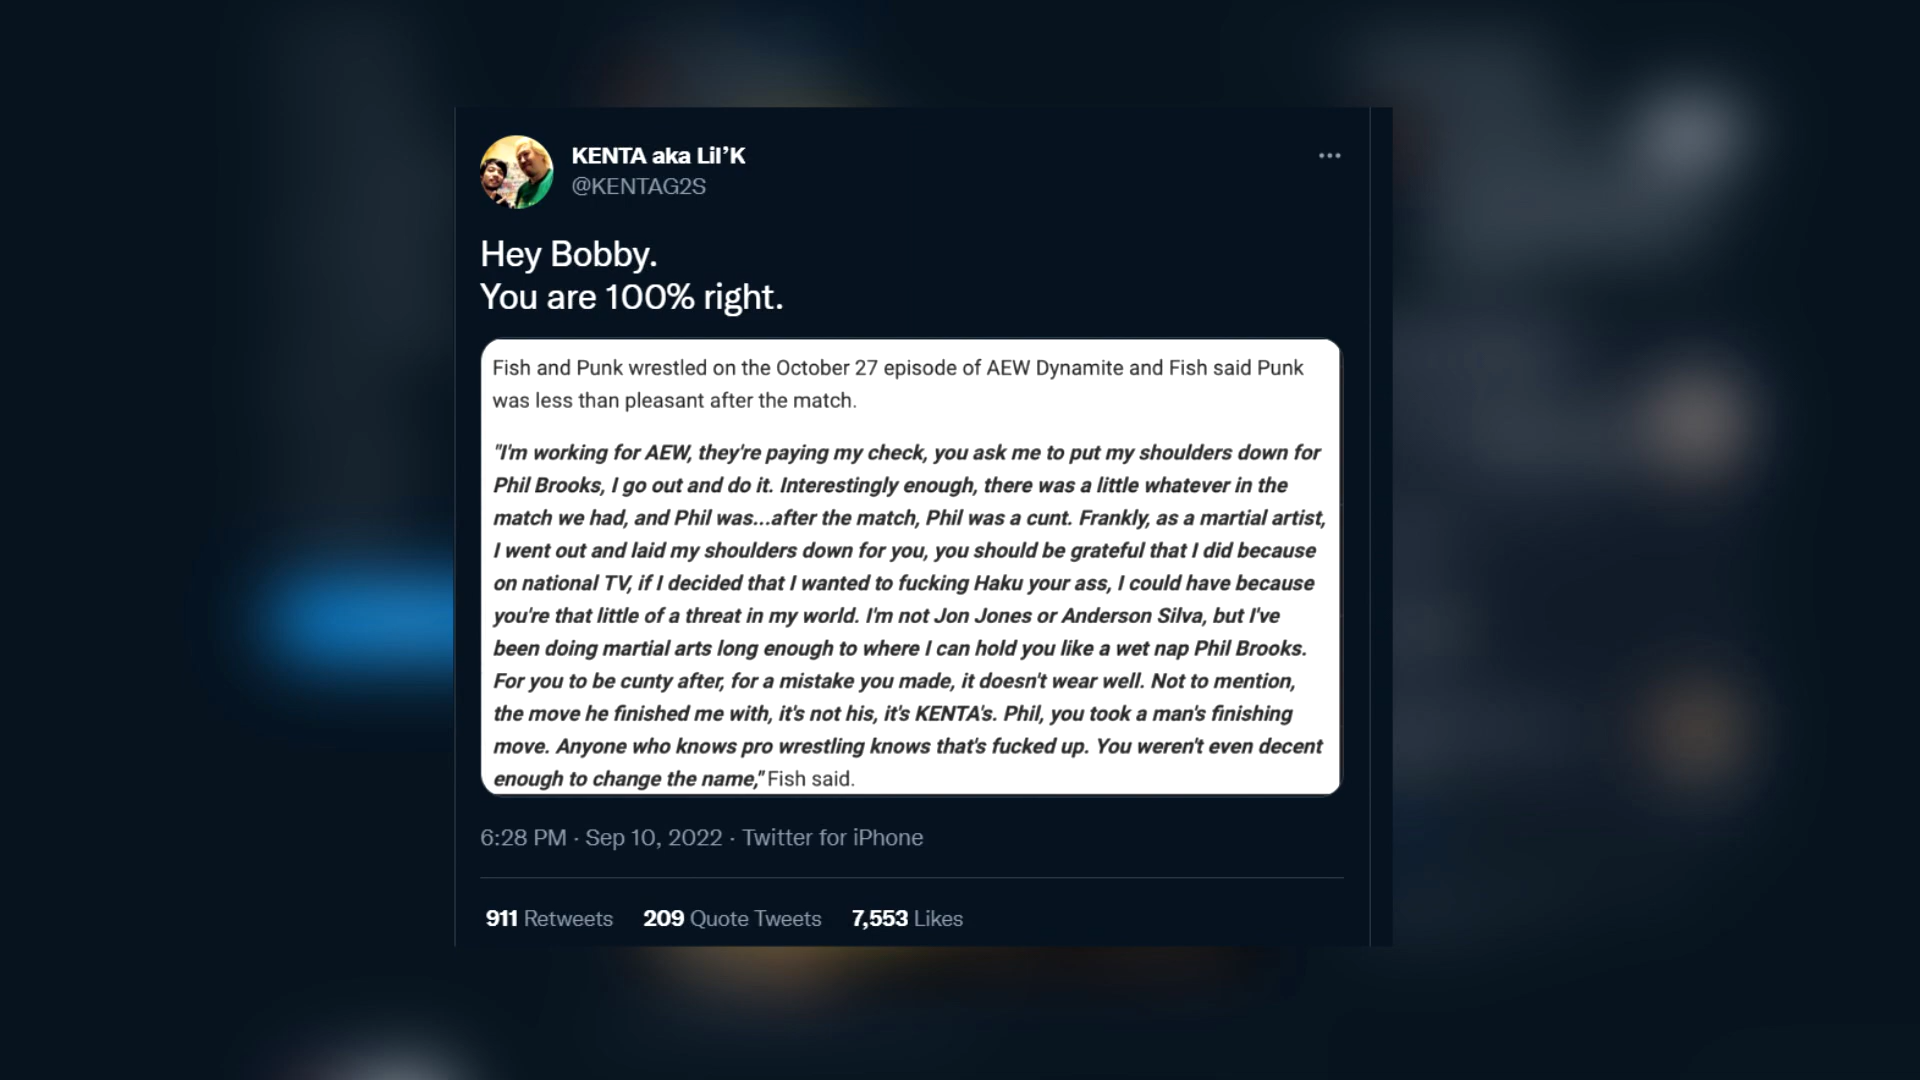 KENTA aka Lil’K
@KENTAG2S
Hey Bobby.
You are 100% right.
Fish and Punk wrestled on the October 27 episode of AEW Dynamite and Fish said Punk
was less than pleasant after the match.
"I'm working for AEW, they're paying my check, you ask me to put my shoulders down for
Phil Brooks, I go out and do it. Interestingly enough, there was a little whatever in the
match we had, and Phil was...after the match, Phil was a cunt. Frankly, as a martial artist,
I went out and laid my shoulders down for you, you should be grateful that I did because
on national TV, if I decided that I wanted to fucking Haku your ass, I could have because
you're that little of a threat in my world. I'm not Jon Jones or Anderson Silva, but I've
been doing martial arts long enough to where I can hold you like a wet nap Phil Brooks.
For you to be cunty after, for a mistake you made, it doesn't wear well. Not to mention,
the move he finished me with, it's not his, it's KENTA's. Phil, you took a man's finishing
move. Anyone who knows pro wrestling knows that's fucked up. You weren't even decent
enough to change the name," Fish said.
6:28 PM · Sep 10, 2022 · Twitter for iPhone
911 Retweets 209 Quote Tweets 7,553 Likes